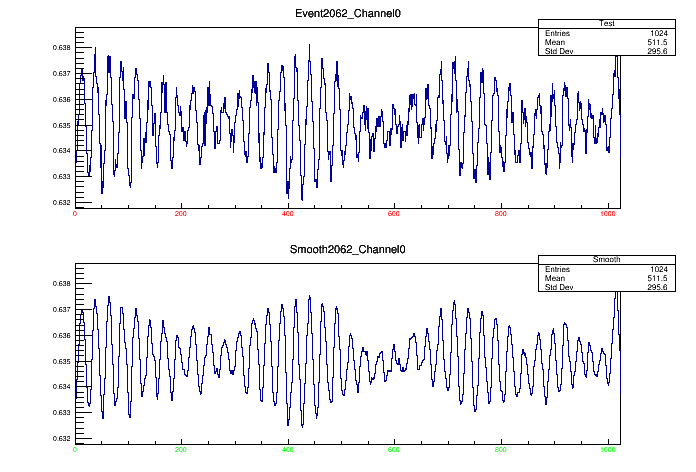 Event2062_Channel0
Test
Entries 1024
Mean 511.5
Std Dev 295.6
0.638
0.637
0.636
0.635
0.634
0.633
0.632
0 200 400 600 800 1000
Smooth2062_Channel0
Smooth
Entries 1024
Mean 511.5
Std Dev 295.6
0.638
0.637
0.636
0.635
0.634
0.633
0.632
0 200 400 600 800 1000